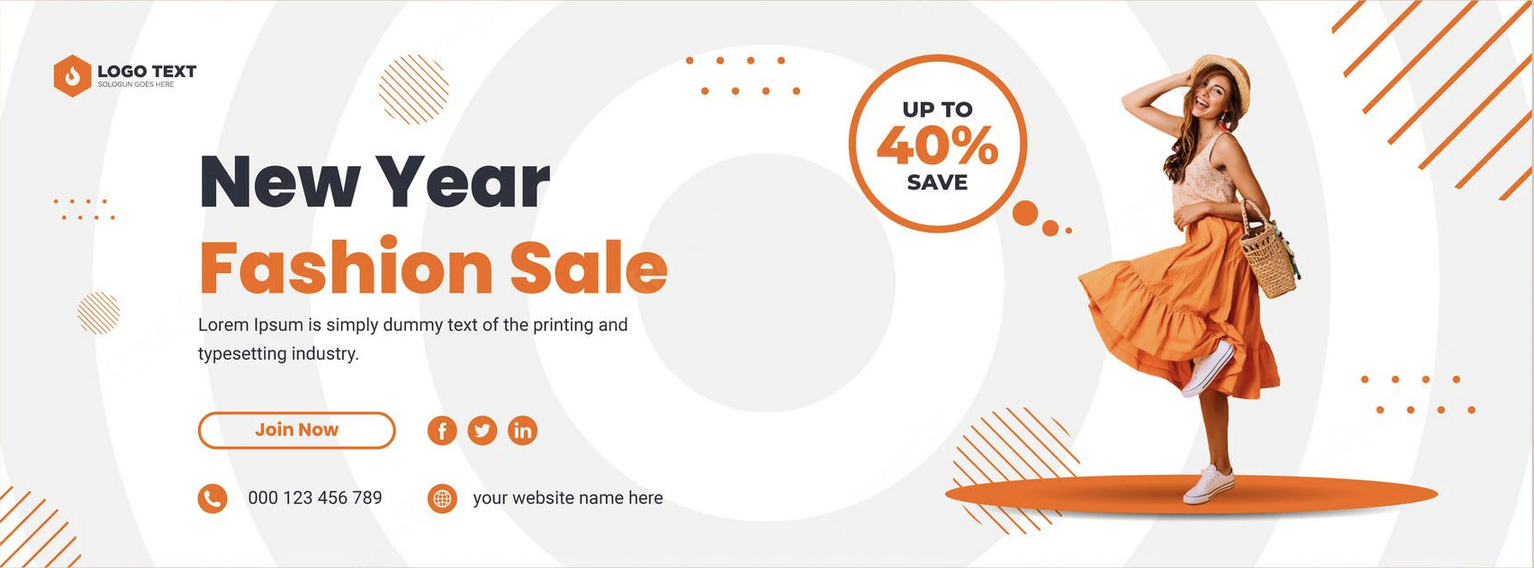 LOGO TEXT
SOLOGUN GOES HERE
New Year
Fashion Sale
Lorem Ipsum is simply dummy text of the printing and
typesetting industry.
Join Now
000 123 456 789
your website name here
UP TO
40%
SAVE